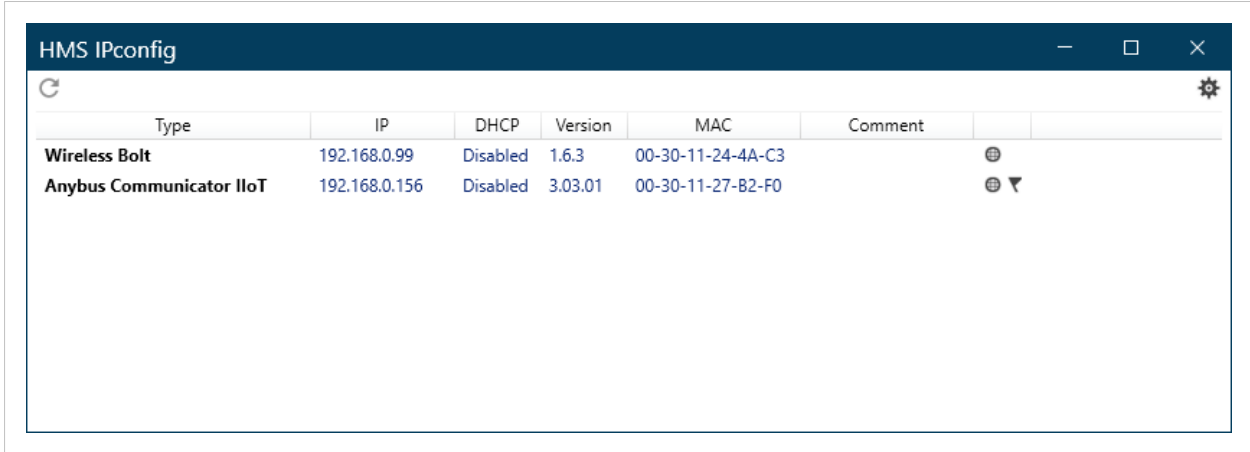 HMS IPconfig
Type IP DHCP Version MAC Comment
Wireless Bolt 192.168.0.99 Disabled 1.6.3 00-30-11-24-4A-C3
Anybus Communicator IIoT 192.168.0.156 Disabled 3.03.01 00-30-11-27-B2-F0